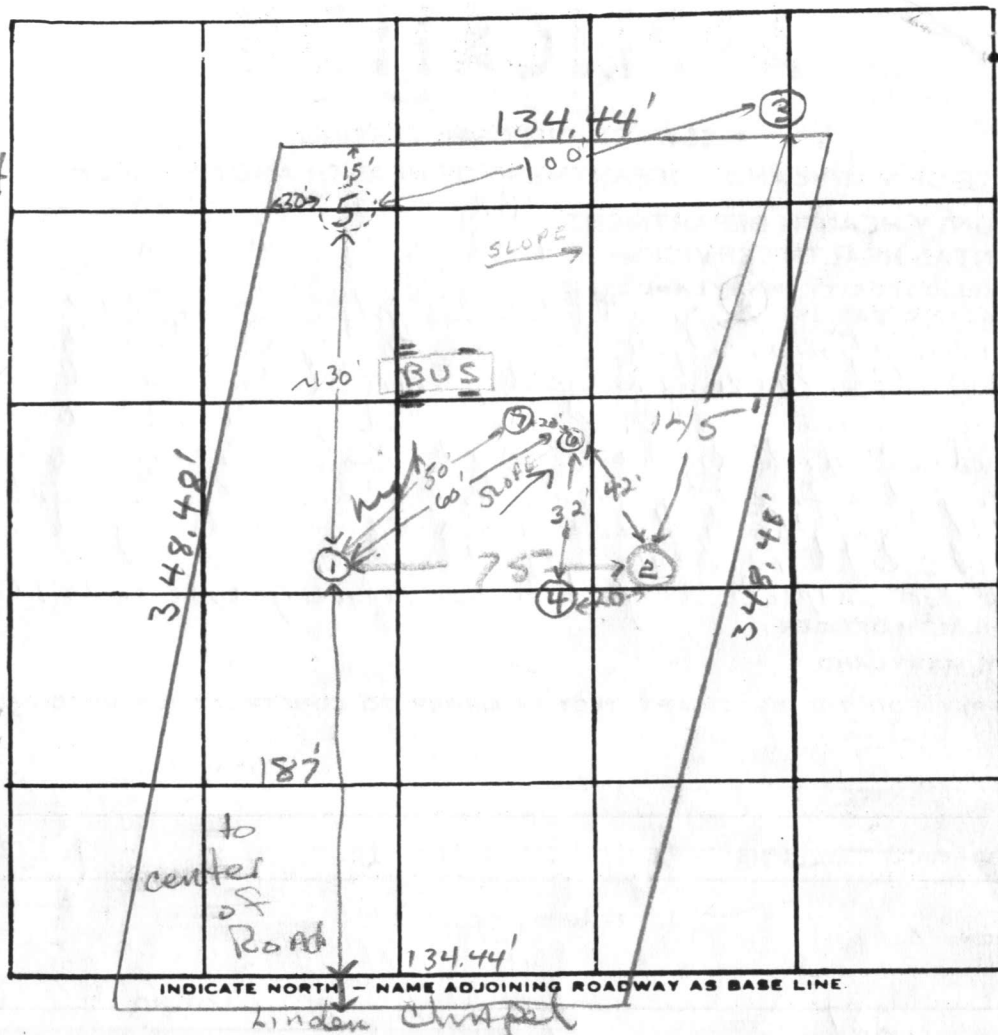 134.44'
3
15'
100'
30'
5
SLOPE
BUS
~130'
145'
7
20'
6
50'
60'
SLOPE
42'
32'
348.48'
348.48'
1
75
2
4
20
187'
to
center
of
Road
134.44'
INDICATE NORTH - NAME ADJOINING ROADWAY AS BASE LINE.
Linden Chapel